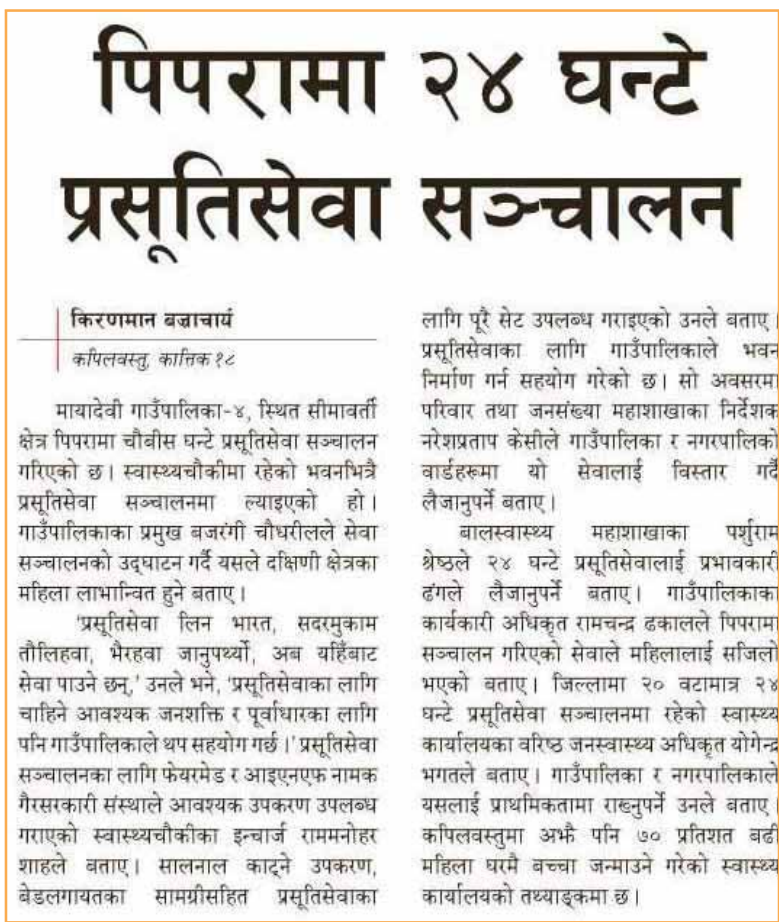 पिपरामा २४ घन्टे
प्रसूतिसेवा सञ्चालन
किरणमान बज्राचार्य
कपिलवस्तु, कात्तिक १८
मायादेवी गाउँपालिका-४, स्थित सीमावर्ती
क्षेत्र पिपरामा चौबीस घन्टे प्रसूतिसेवा सञ्चालन
गरिएको छ। स्वास्थ्यचौकीमा रहेको भवनभित्रै
प्रसूतिसेवा सञ्चालनमा ल्याइएको हो।
गाउँपालिकाका प्रमुख बजरंगी चौधरीलले सेवा
सञ्चालनको उद्घाटन गर्दै यसले दक्षिणी क्षेत्रका
महिला लाभान्वित हुने बताए।
'प्रसूतिसेवा लिन भारत, सदरमुकाम
तौलिहवा, भैरहवा जानुपर्थ्यो, अब यहिँबाट
सेवा पाउने छन्,' उनले भने, 'प्रसूतिसेवाका लागि
चाहिने आवश्यक जनशक्ति र पूर्वाधारका लागि
पनि गाउँपालिकाले थप सहयोग गर्छ।' प्रसूतिसेवा
सञ्चालनका लागि फेयरमेड र आइएनएफ नामक
गैरसरकारी संस्थाले आवश्यक उपकरण उपलब्ध
गराएको स्वास्थ्यचौकीका इन्चार्ज राममनोहर
शाहले बताए। सालनाल काट्ने उपकरण,
बेडलगायतका सामग्रीसहित प्रसूतिसेवाका
लागि पूरै सेट उपलब्ध गराइएको उनले बताए।
प्रसूतिसेवाका लागि गाउँपालिकाले भवन
निर्माण गर्न सहयोग गरेको छ। सो अवसरमा
परिवार तथा जनसंख्या महाशाखाका निर्देशक
नरेशप्रताप केसीले गाउँपालिका र नगरपालिको
वार्डहरूमा यो सेवालाई विस्तार गर्दै
लैजानुपर्ने बताए।
बालस्वास्थ्य महाशाखाका पर्शुराम
श्रेष्ठले २४ घन्टे प्रसूतिसेवालाई प्रभावकारी
ढंगले लैजानुपर्ने बताए। गाउँपालिकाका
कार्यकारी अधिकृत रामचन्द्र ढकालले पिपरामा
सञ्चालन गरिएको सेवाले महिलालाई सजिलो
भएको बताए। जिल्लामा २० वटामात्र २४
घन्टे प्रसूतिसेवा सञ्चालनमा रहेको स्वास्थ्य
कार्यालयका वरिष्ठ जनस्वास्थ्य अधिकृत योगेन्द्र
भगतले बताए। गाउँपालिका र नगरपालिकाले
यसलाई प्राथमिकतामा राख्नुपर्ने उनले बताए।
कपिलवस्तुमा अझै पनि ७० प्रतिशत बढी
महिला घरमै बच्चा जन्माउने गरेको स्वास्थ्य
कार्यालयको तथ्याङ्कमा छ।